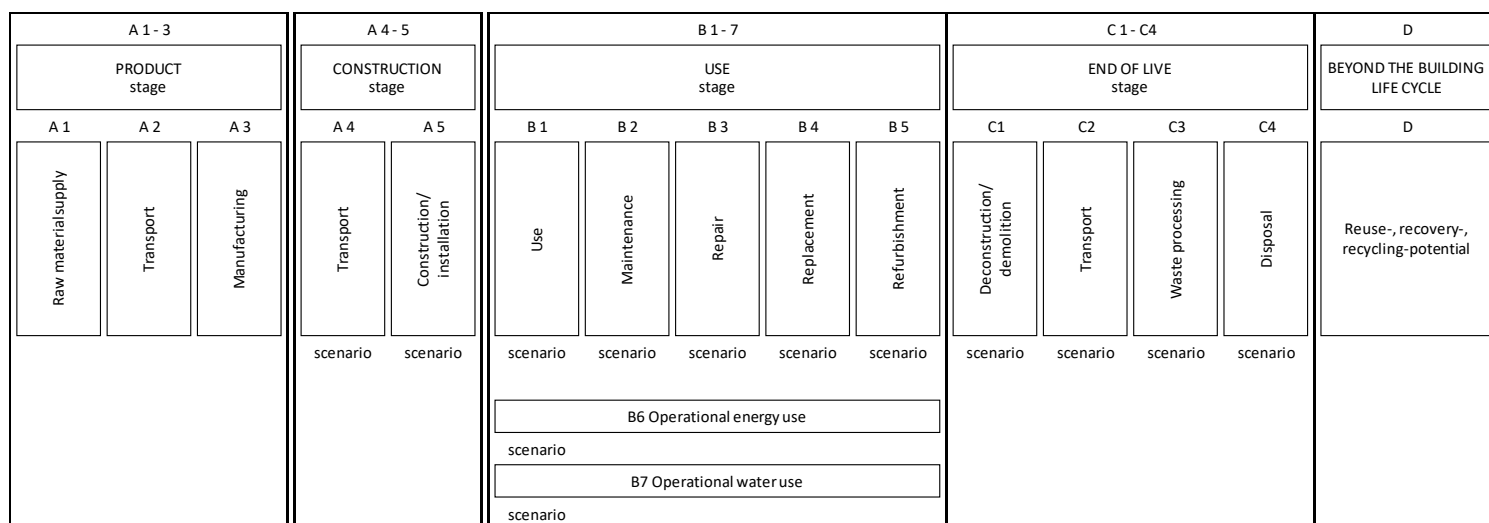 A 1 - 3
A 4 - 5
B 1 - 7
C 1 - C4
D
PRODUCT
stage
CONSTRUCTION
stage
USE
stage
END OF LIVE
stage
BEYOND THE BUILDING
LIFE CYCLE
A 1
A 2
A 3
A 4
A 5
B 1
B 2
B 3
B 4
B 5
C1
C2
C3
C4
D
Raw materialsupply
Transport
Manufacturing
Transport
Construction/
installation
Use
Maintenance
Repair
Replacement
Refurbishment
Deconstruction/
demolition
Transport
Waste processing
Disposal
Reuse-, recovery-,
recycling-potential
scenario
scenario
scenario
scenario
scenario
scenario
scenario
scenario
scenario
scenario
scenario
B6 Operational energy use
scenario
B7 Operational water use
scenario